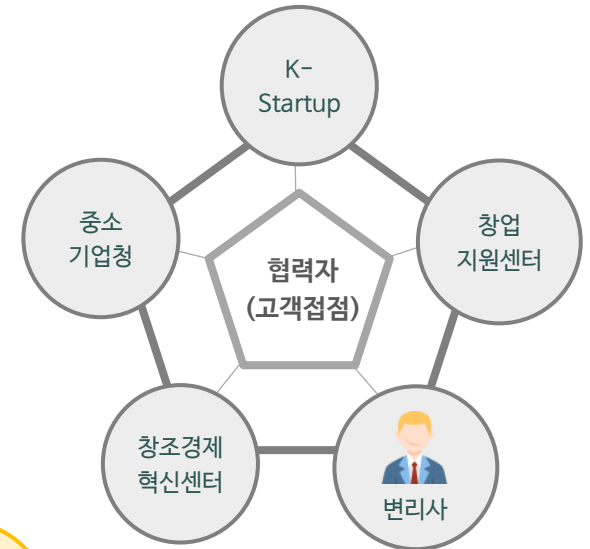 K-
Startup
중소
기업청
창업
지원센터
협력자
(고객접점)
창조경제
혁신센터
변리사